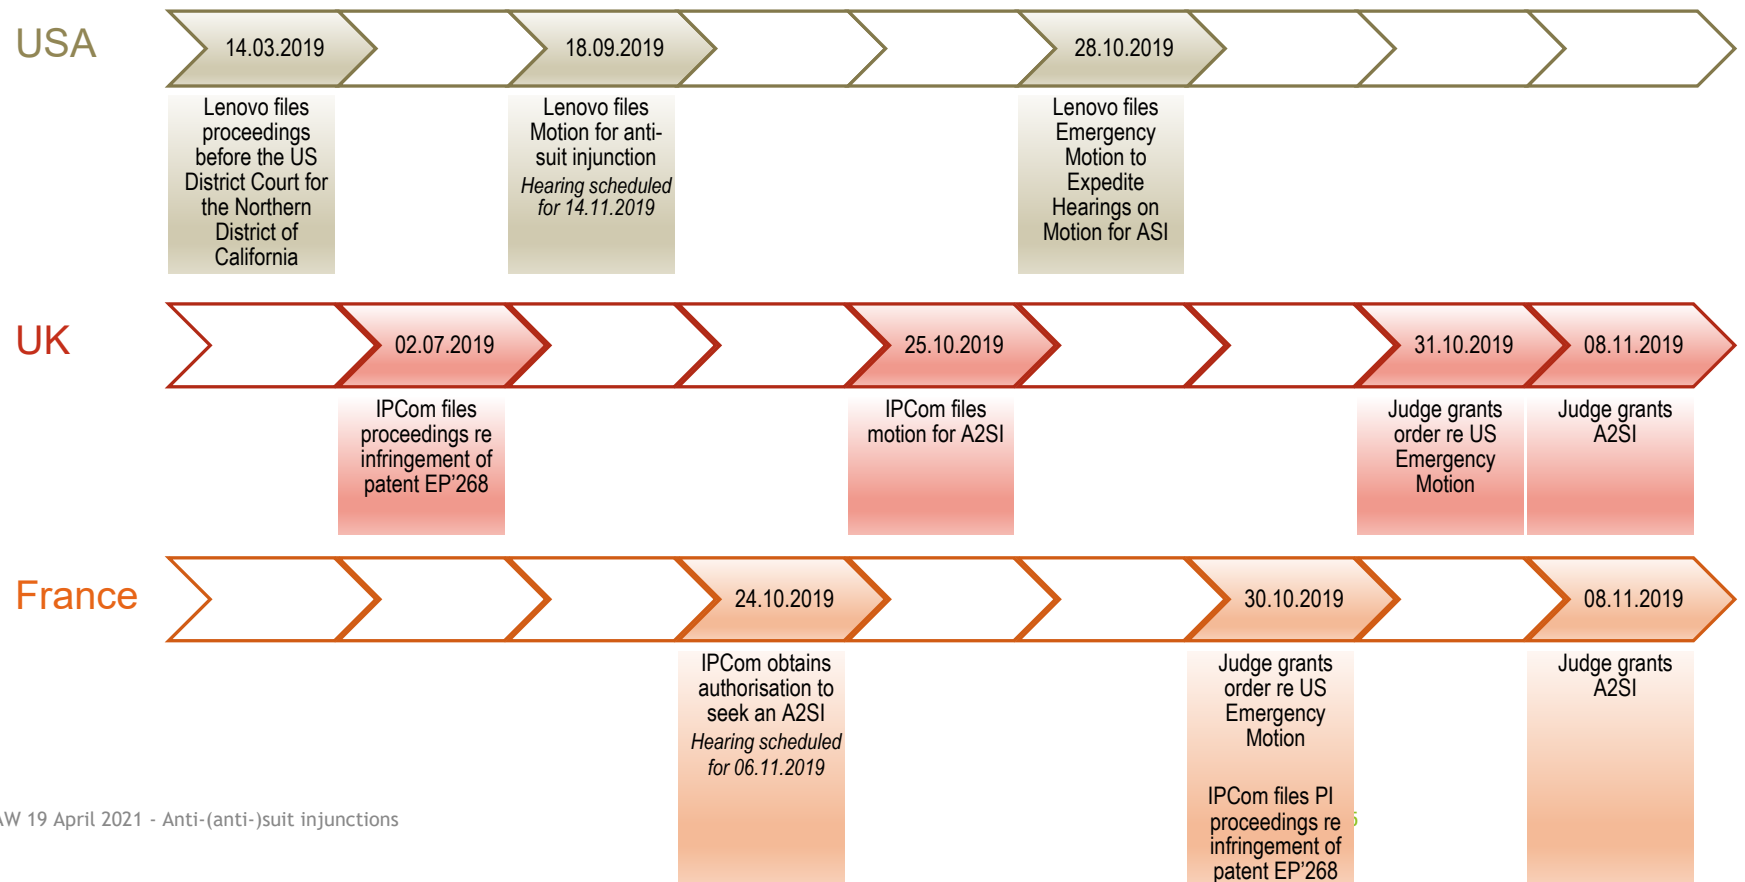 USA
14.03.2019
18.09.2019
28.10.2019
Lenovo files
proceedings
before the US
District Court for
the Northern
District of
California
Lenovo files
Motion for anti-
suit injunction
Hearing scheduled
for 14.11.2019
Lenovo files
Emergency
Motion to
Expedite
Hearings on
Motion for ASI
UK
02.07.2019
25.10.2019
31.10.2019
08.11.2019
IPCom files
proceedings re
infringement of
patent EP’268
IPCom files
motion for A2SI
Judge grants
order re US
Emergency
Motion
Judge grants
A2SI
France
24.10.2019
30.10.2019
08.11.2019
IPCom obtains
authorisation to
seek an A2SI
Hearing scheduled
for 06.11.2019
Judge grants
order re US
Emergency
Motion
IPCom files PI
proceedings re
infringement of
patent EP’268
Judge grants
A2SI
AW 19 April 2021 - Anti-(anti-)suit injunctions